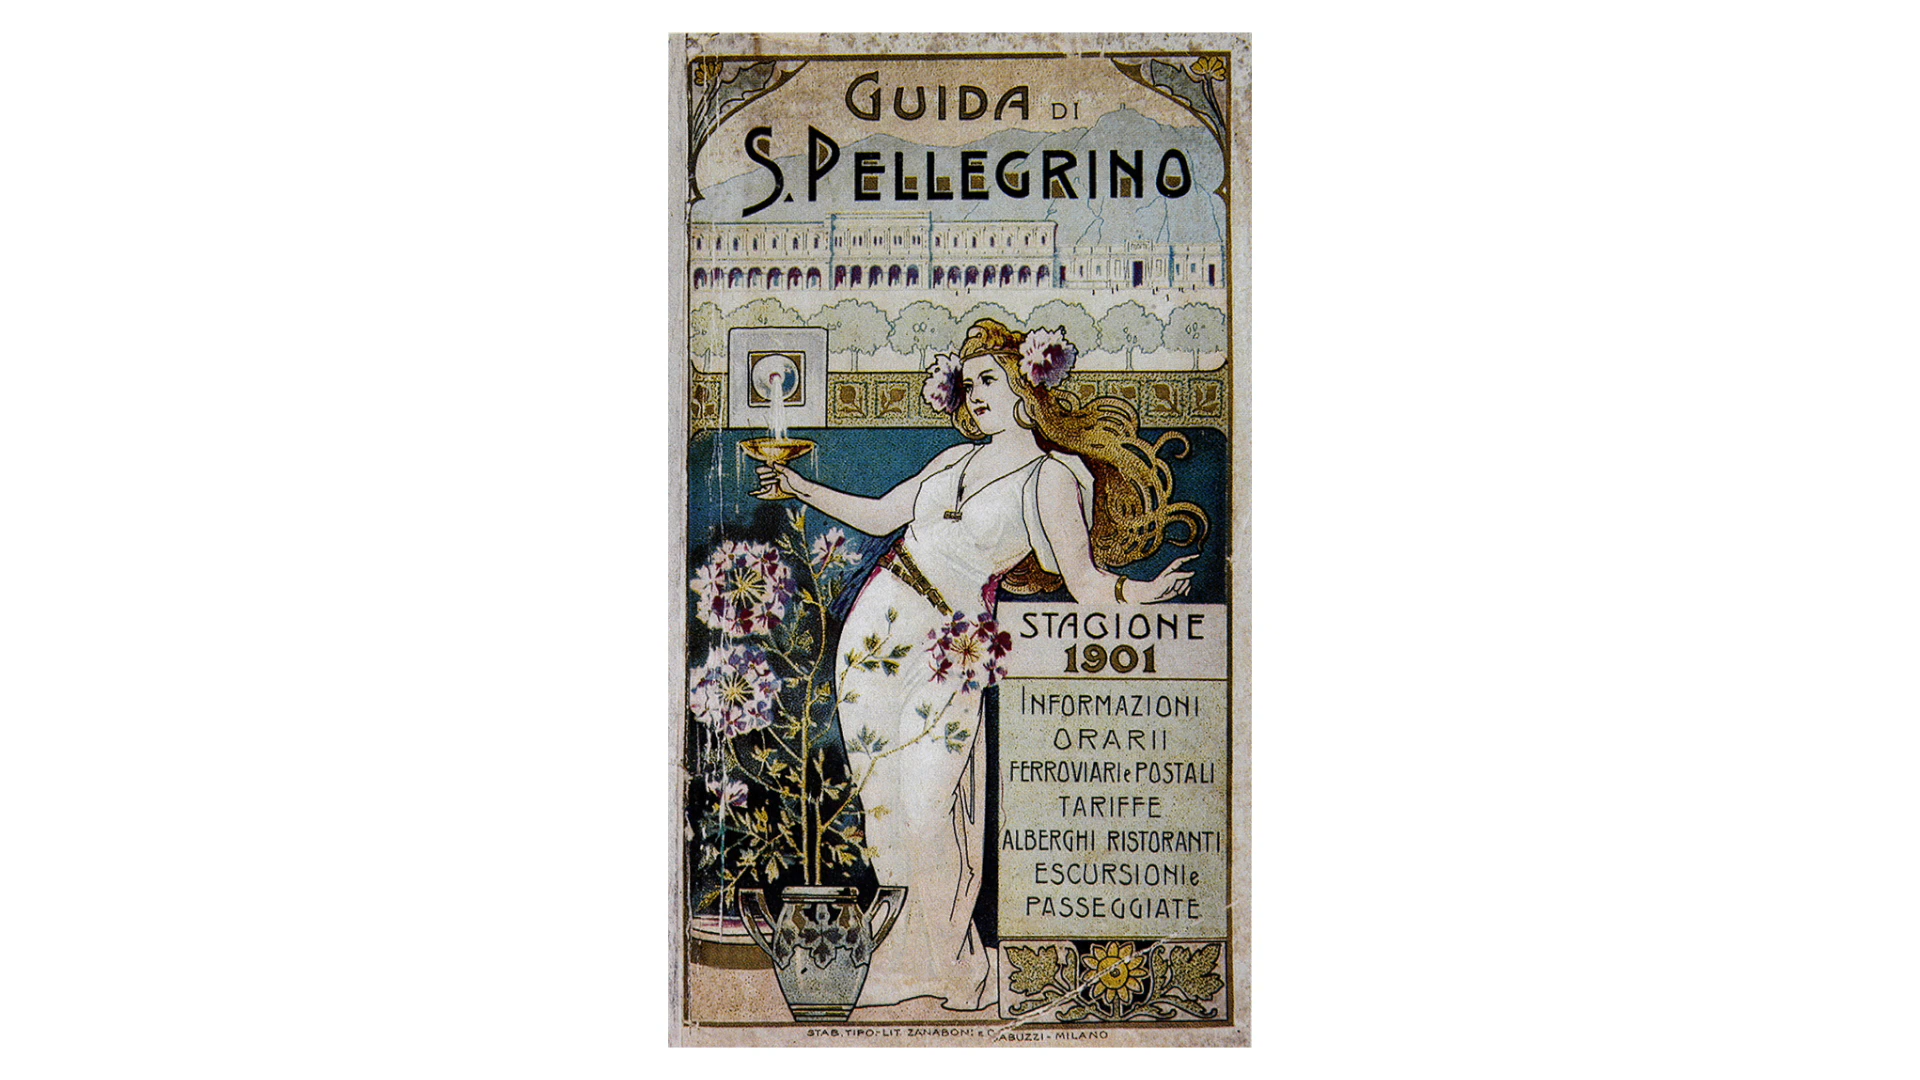 GUIDA DI
S. PELLEGRINO
STAGIONE
1901
INFORMAZIONI
ORARII
FERROVIARI e POSTALI
TARIFFE
ALBERGHI RISTORANTI
ESCURSIONI e
PASSEGGIATE
STAB. TIPO.-LIT. ZANABONI e GABUZZI - MILANO